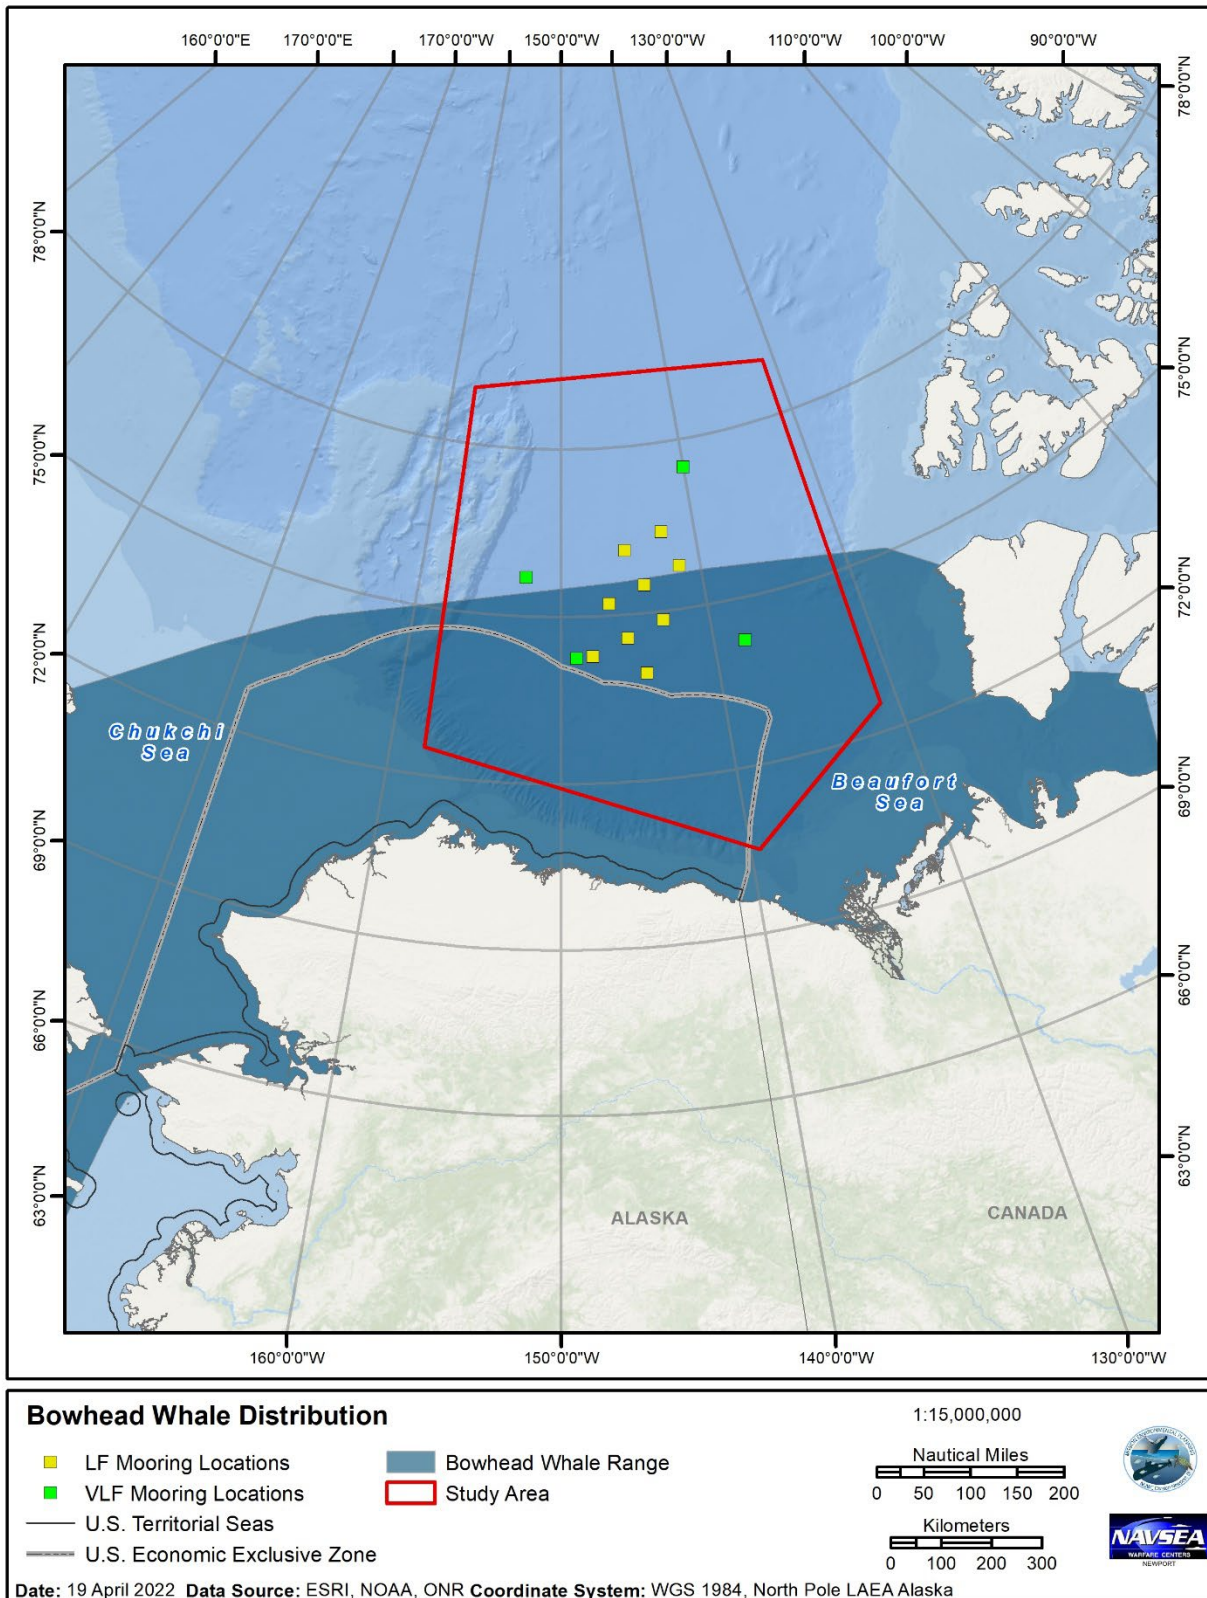 160°0'0"E 170°0'0"E 170°0'0"W 150°0'0"W 130°0'0"W 110°0'0"W 100°0'0"W 90°0'0"W
78°0'0"N
78°0'0"N
75°0'0"N
75°0'0"N
72°0'0"N
72°0'0"N
69°0'0"N
69°0'0"N
66°0'0"N
66°0'0"N
63°0'0"N
63°0'0"N
Chukchi
Sea
Beaufort
Sea
ALASKA
CANADA
160°0'0"W 150°0'0"W 140°0'0"W 130°0'0"W
Bowhead Whale Distribution
LF Mooring Locations
VLF Mooring Locations
U.S. Territorial Seas
U.S. Economic Exclusive Zone
Bowhead Whale Range
Study Area
1:15,000,000
Nautical Miles
0 50 100 150 200
Kilometers
0 100 200 300
NAVSEA
WARFARE CENTERS
NEWPORT
Date: 19 April 2022 Data Source: ESRI, NOAA, ONR Coordinate System: WGS 1984, North Pole LAEA Alaska